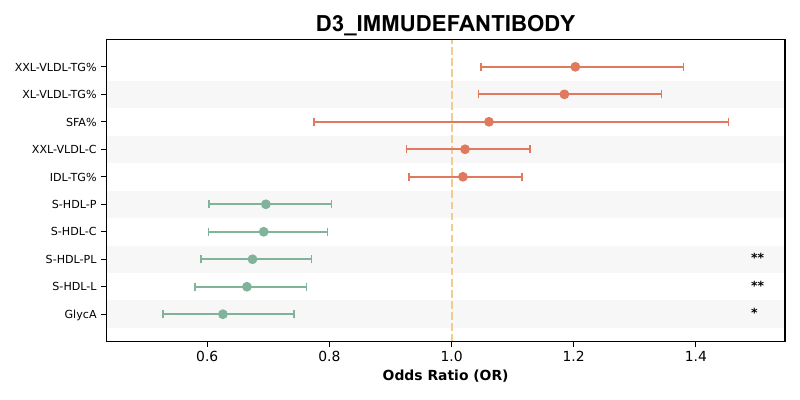 D3_IMMUDEFANTIBODY
XXL-VLDL-TG%
XL-VLDL-TG%
SFA%
XXL-VLDL-C
IDL-TG%
S-HDL-P
S-HDL-C
S-HDL-PL **
S-HDL-L **
GlycA *
0.6 0.8 1.0 1.2 1.4
Odds Ratio (OR)